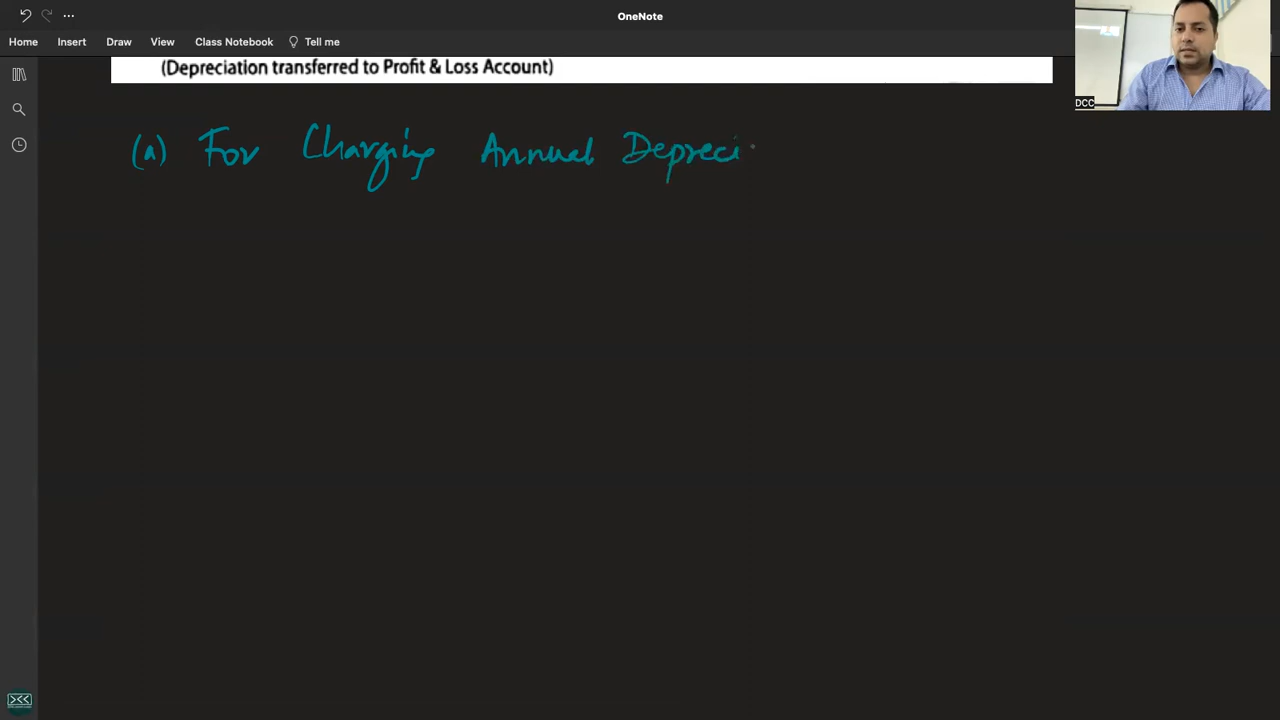 OneNote
Home Insert Draw View Class Notebook Tell me
(Depreciation transferred to Profit & Loss Account)
DCC
(a) For Charging Annual Depreci